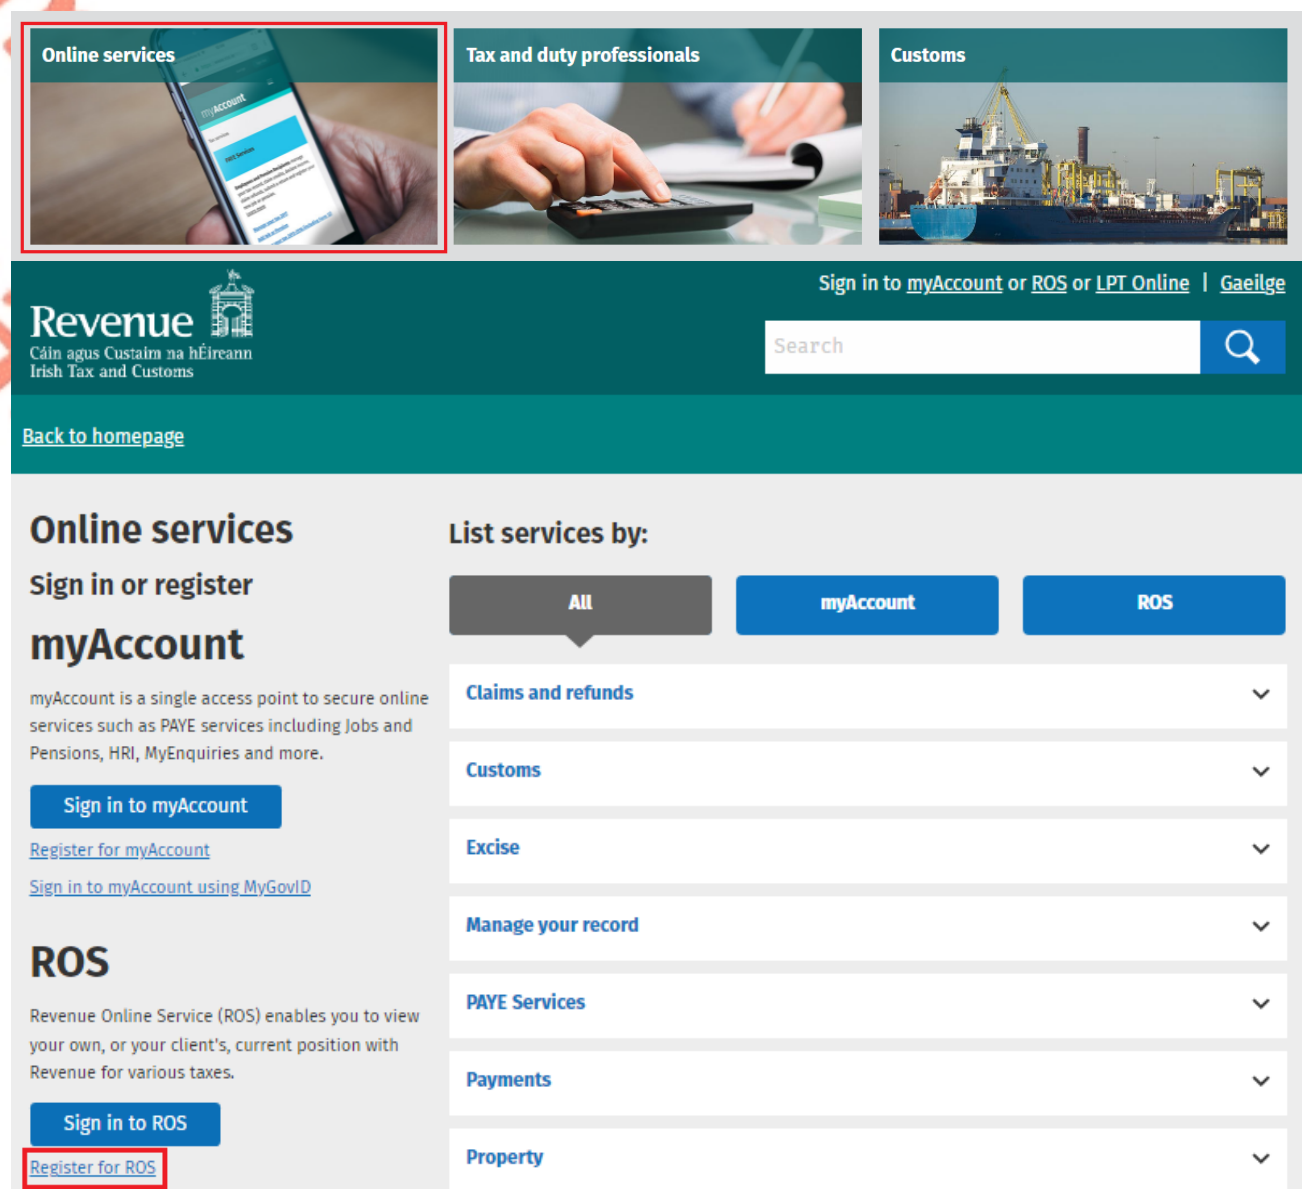 Online services
Tax and duty professionals
Customs
myAccount
PAYE Services
Sign in to myAccount or ROS or LPT Online | Gaeilge
Revenue
Cáin agus Custaim na hÉireann
Irish Tax and Customs
Search
Back to homepage
Online services
Sign in or register
myAccount
myAccount is a single access point to secure online
services such as PAYE services including Jobs and
Pensions, HRI, MyEnquiries and more.
Sign in to myAccount
Register for myAccount
Sign in to myAccount using MyGovID
ROS
Revenue Online Service (ROS) enables you to view
your own, or your client's, current position with
Revenue for various taxes.
Sign in to ROS
Register for ROS
List services by:
All
myAccount
ROS
Claims and refunds
Customs
Excise
Manage your record
PAYE Services
Payments
Property